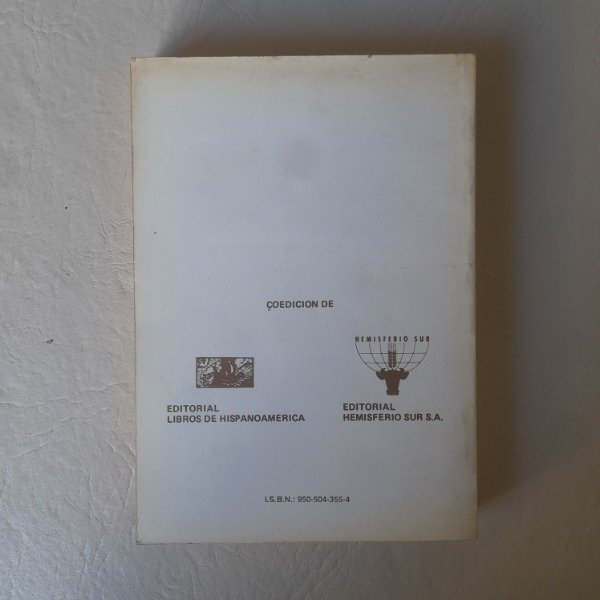 COEDICION DE
HEMISFERIO SUR
EDITORIAL
LIBROS DE HISPANOAMERICA
EDITORIAL
HEMISFERIO SUR S.A.
I.S.B.N.: 950-504-355-4